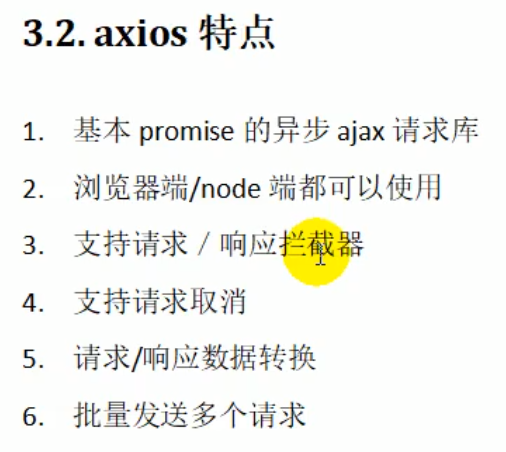 3.2. axios 特点
1. 基本 promise 的异步 ajax 请求库
2. 浏览器端/node 端都可以使用
3. 支持请求 / 响应拦截器
4. 支持请求取消
5. 请求/响应数据转换
6. 批量发送多个请求